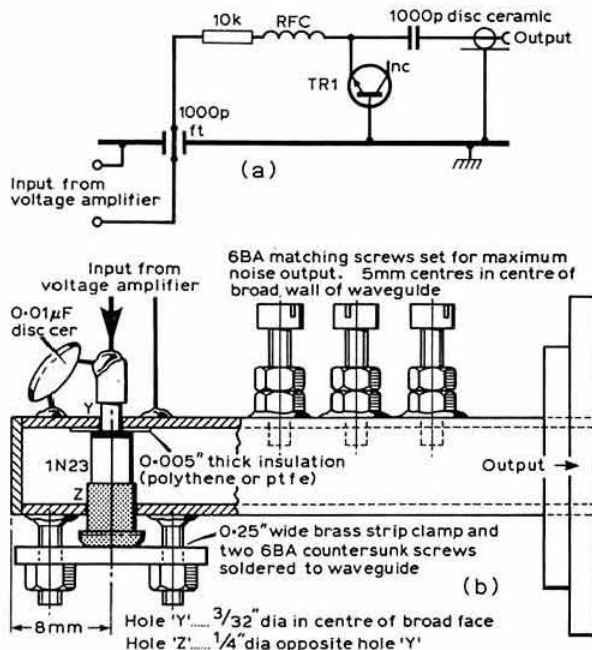 1000p disc ceramic
10k
RFC
Output
nc
TR1
1000p
ft
Input from
voltage amplifier
(a)
6BA matching screws set for maximum
noise output. 5mm centres in centre of
broad wall of waveguide
Input from
voltage amplifier
0·01µF
disc cer
Y
1N23
0·005" thick insulation
(polythene or ptfe)
Output
Z
0·25" wide brass strip clamp and
two 6BA countersunk screws
soldered to waveguide
(b)
8mm
Hole 'Y'..... 3/32" dia in centre of broad face
Hole 'Z'..... 1/4" dia opposite hole 'Y'